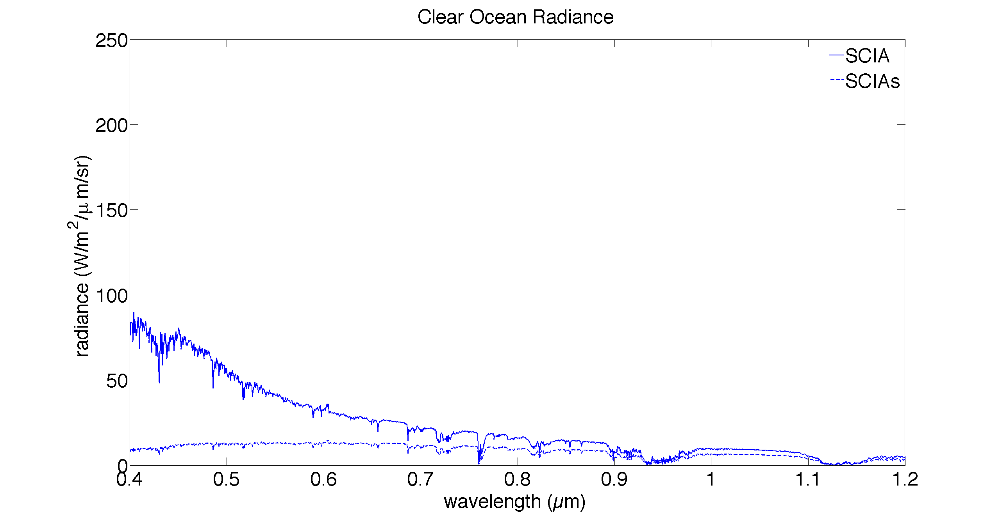 Clear Ocean Radiance
250
200
150
100
50
0
radiance (W/m²/μ m/sr)
SCIA
SCIAs
0.4 0.5 0.6 0.7 0.8 0.9 1 1.1 1.2
wavelength (μm)